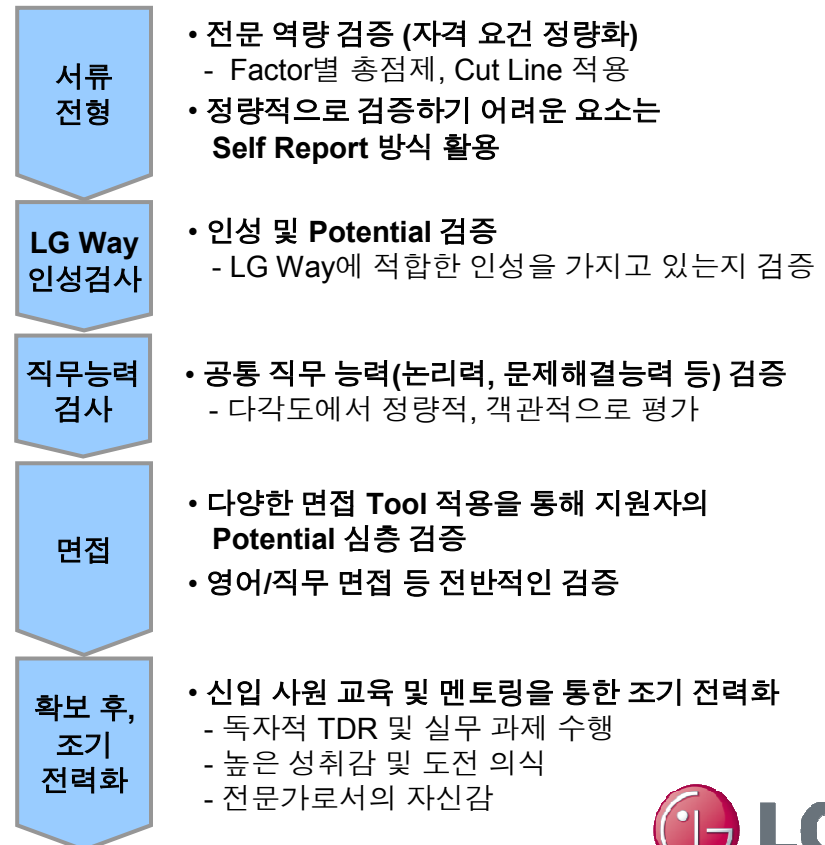 서류
전형
• 전문 역량 검증 (자격 요건 정량화)
- Factor별 총점제, Cut Line 적용
• 정량적으로 검증하기 어려운 요소는
Self Report 방식 활용
LG Way
인성검사
• 인성 및 Potential 검증
- LG Way에 적합한 인성을 가지고 있는지 검증
직무능력
검사
• 공통 직무 능력(논리력, 문제해결능력 등) 검증
- 다각도에서 정량적, 객관적으로 평가
면접
• 다양한 면접 Tool 적용을 통해 지원자의
Potential 심층 검증
• 영어/직무 면접 등 전반적인 검증
확보 후,
조기
전력화
• 신입 사원 교육 및 멘토링을 통한 조기 전력화
- 독자적 TDR 및 실무 과제 수행
- 높은 성취감 및 도전 의식
- 전문가로서의 자신감
LG